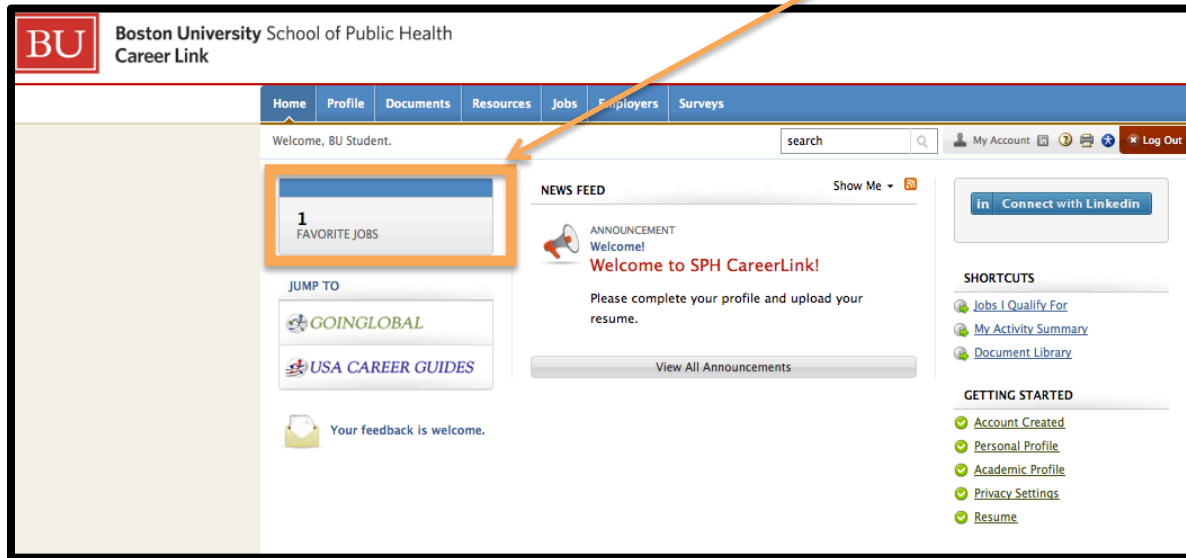 BU
Boston University School of Public Health
Career Link
Home Profile Documents Resources Jobs Employers Surveys
Welcome, BU Student.
search
My Account
Log Out
1
FAVORITE JOBS
JUMP TO
GOINGLOBAL
USA CAREER GUIDES
Your feedback is welcome.
NEWS FEED
Show Me
ANNOUNCEMENT
Welcome!
Welcome to SPH CareerLink!
Please complete your profile and upload your
resume.
View All Announcements
in Connect with Linkedin
SHORTCUTS
Jobs I Qualify For
My Activity Summary
Document Library
GETTING STARTED
Account Created
Personal Profile
Academic Profile
Privacy Settings
Resume